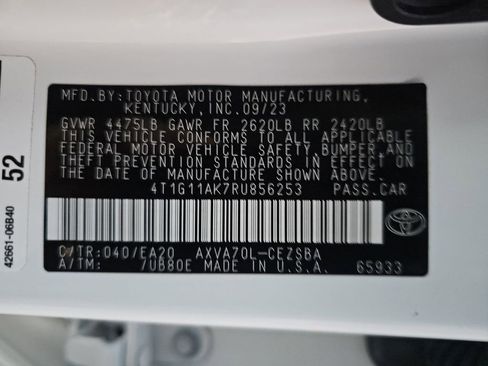 MFD.BY:TOYOTA MOTOR MANUFACTURING,
KENTUCKY,INC.09/23
GVWR 4475LB GAWR FR 2620LB RR 2420LB
THIS VEHICLE CONFORMS TO ALL APPLICABLE
FEDERAL MOTOR VEHICLE SAFETY,BUMPER,AND
THEFT PREVENTION STANDARDS IN EFFECT ON
THE DATE OF MANUFACTURE SHOWN ABOVE.
4T1G11AK7RU856253 PASS.CAR
C/TR:040/EA20 AXVA70L-CEZSBA
A/TM: /UB80E MADE IN U.S.A. 65933
TOYOTA
42661-06B40
52